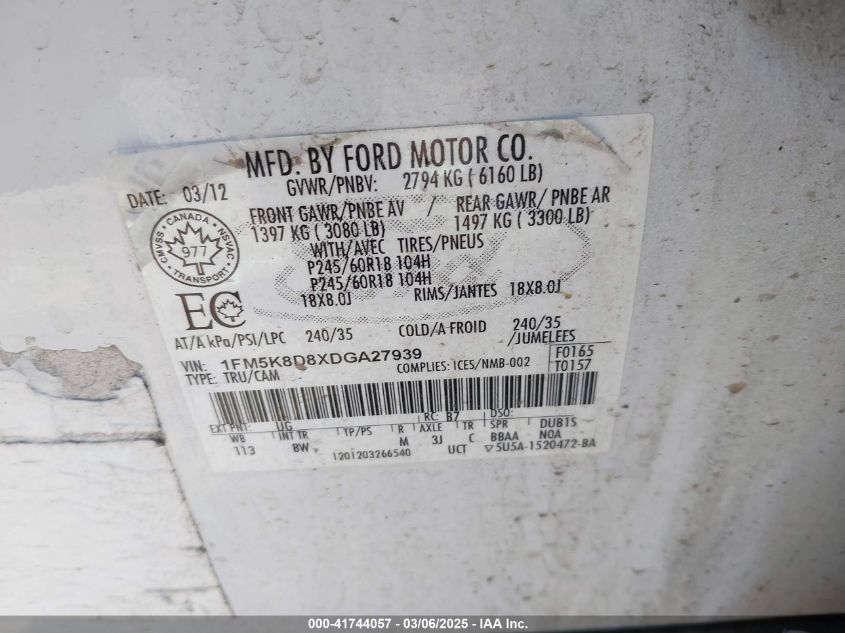 MFD. BY FORD MOTOR CO.
DATE: 03/12 GVWR/PNBV: 2794 KG ( 6160 LB)
FRONT GAWR/PNBE AV / REAR GAWR/ PNBE AR
1397 KG ( 3080 LB) 1497 KG ( 3300 LB)
WITH/AVEC TIRES/PNEUS
P245/60R18 104H
P245/60R18 104H
18X8.0J RIMS/JANTES 18X8.0J
CANADA
CMVSS NSVAC
977
TRANSPORT
EC
AT/A kPa/PSI/LPC 240/35 COLD/A FROID 240/35
/JUMELEES
VIN: 1FM5K8D8XDGA27939 F0165
TYPE: TRU/CAM COMPLIES: ICES/NMB-002 T0157
EXT PNT: UG RC: B7 DSO:
WB INT TR TP/PS R AXLE TR SPR DUB1S
113 8W M 3J C BBAA NOA
1201203266540 UCT ▽5U5A-1520472-BA
000-41744057 - 03/06/2025 - IAA Inc.